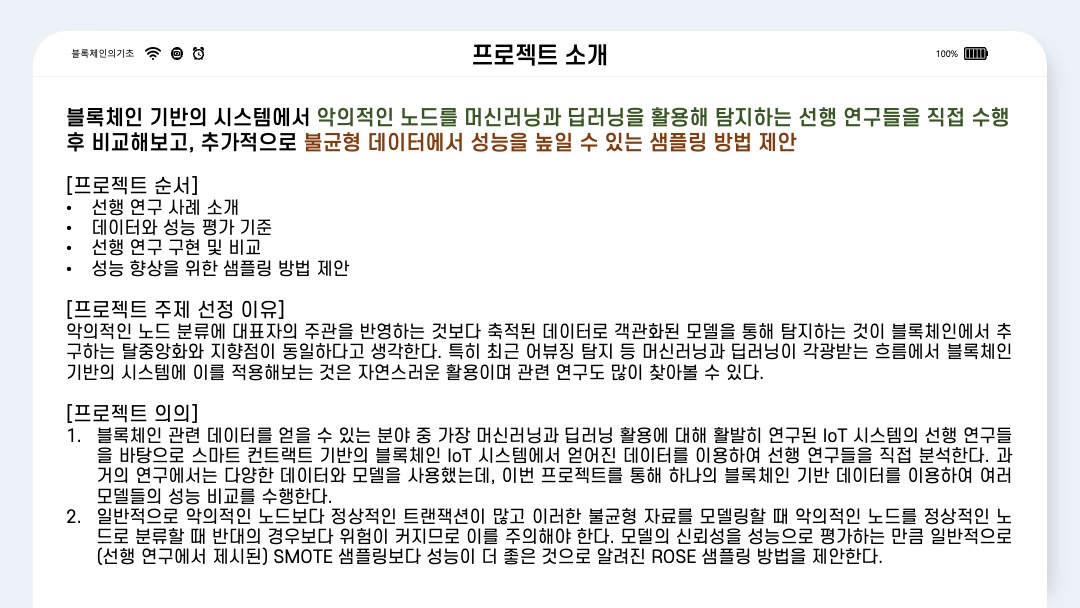 블록체인의기초
프로젝트 소개
100%
블록체인 기반의 시스템에서 악의적인 노드를 머신러닝과 딥러닝을 활용해 탐지하는 선행 연구들을 직접 수행
후 비교해보고, 추가적으로 불균형 데이터에서 성능을 높일 수 있는 샘플링 방법 제안
[프로젝트 순서]
• 선행 연구 사례 소개
• 데이터와 성능 평가 기준
• 선행 연구 구현 및 비교
• 성능 향상을 위한 샘플링 방법 제안
[프로젝트 주제 선정 이유]
악의적인 노드 분류에 대표자의 주관을 반영하는 것보다 축적된 데이터로 객관화된 모델을 통해 탐지하는 것이 블록체인에서 추
구하는 탈중앙화와 지향점이 동일하다고 생각한다. 특히 최근 어뷰징 탐지 등 머신러닝과 딥러닝이 각광받는 흐름에서 블록체인
기반의 시스템에 이를 적용해보는 것은 자연스러운 활용이며 관련 연구도 많이 찾아볼 수 있다.
[프로젝트 의의]
1. 블록체인 관련 데이터를 얻을 수 있는 분야 중 가장 머신러닝과 딥러닝 활용에 대해 활발히 연구된 IoT 시스템의 선행 연구들
을 바탕으로 스마트 컨트랙트 기반의 블록체인 IoT 시스템에서 얻어진 데이터를 이용하여 선행 연구들을 직접 분석한다. 과
거의 연구에서는 다양한 데이터와 모델을 사용했는데, 이번 프로젝트를 통해 하나의 블록체인 기반 데이터를 이용하여 여러
모델들의 성능 비교를 수행한다.
2. 일반적으로 악의적인 노드보다 정상적인 트랜잭션이 많고 이러한 불균형 자료를 모델링할 때 악의적인 노드를 정상적인 노
드로 분류할 때 반대의 경우보다 위험이 커지므로 이를 주의해야 한다. 모델의 신뢰성을 성능으로 평가하는 만큼 일반적으로
(선행 연구에서 제시된) SMOTE 샘플링보다 성능이 더 좋은 것으로 알려진 ROSE 샘플링 방법을 제안한다.